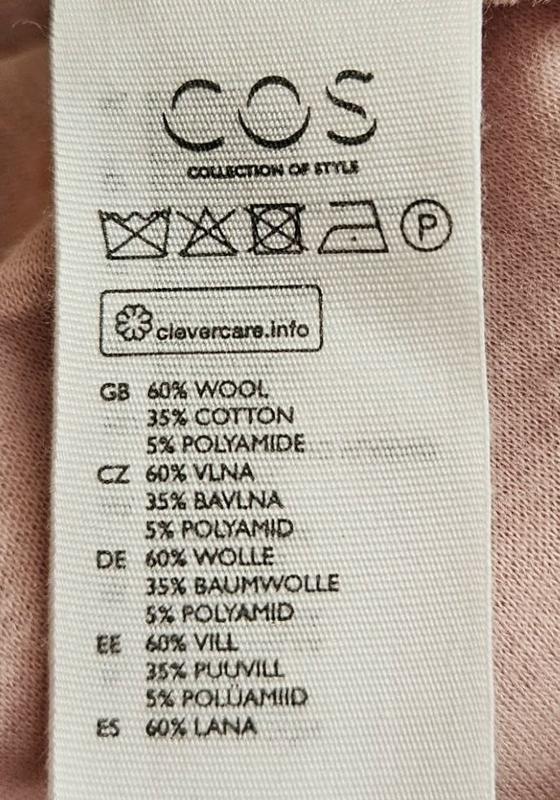 COS
COLLECTION OF STYLE
P
clevercare.info
GB 60% WOOL
35% COTTON
5% POLYAMIDE
CZ 60% VLNA
35% BAVLNA
5% POLYAMID
DE 60% WOLLE
35% BAUMWOLLE
5% POLYAMID
EE 60% VILL
35% PUUVILL
5% POLÜAMIID
ES 60% LANA